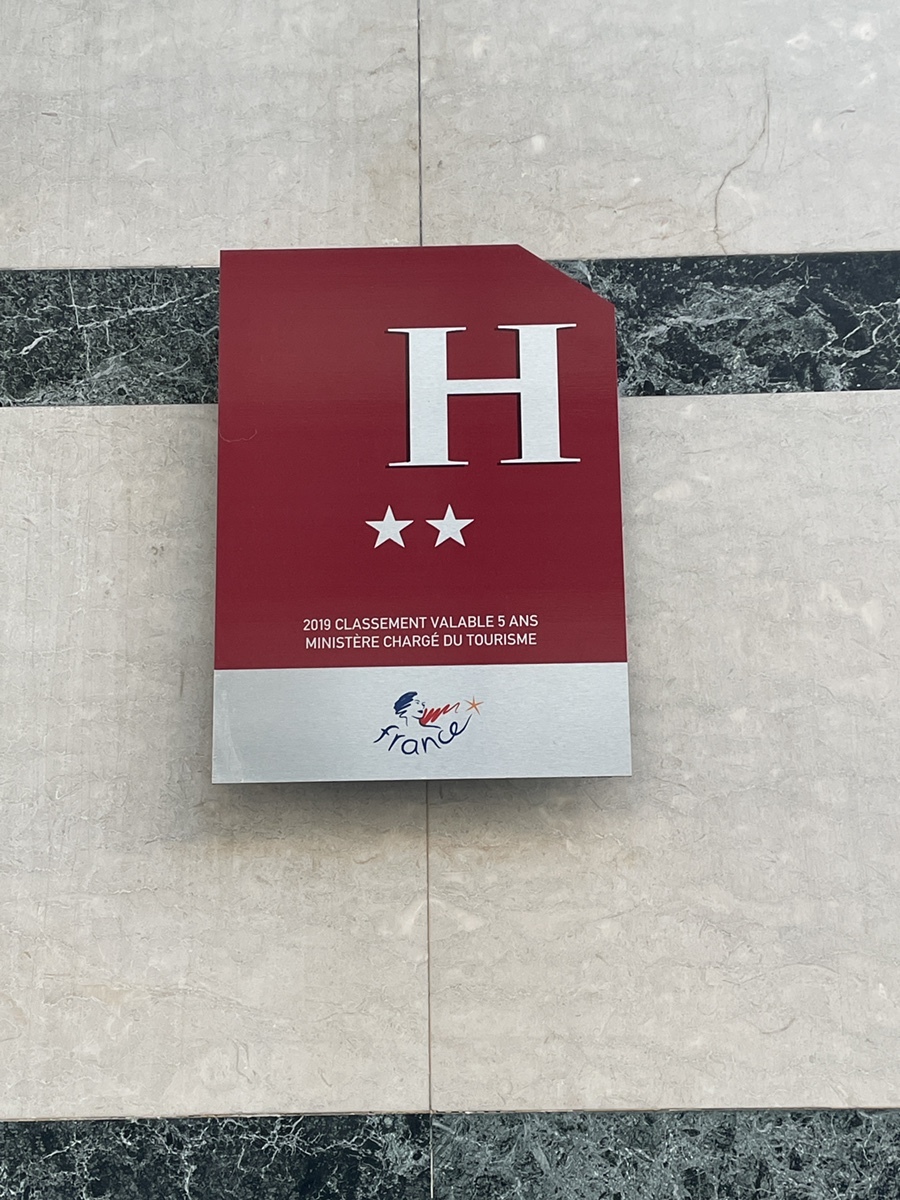 H
★★
2019 CLASSEMENT VALABLE 5 ANS
MINISTÈRE CHARGÉ DU TOURISME
france